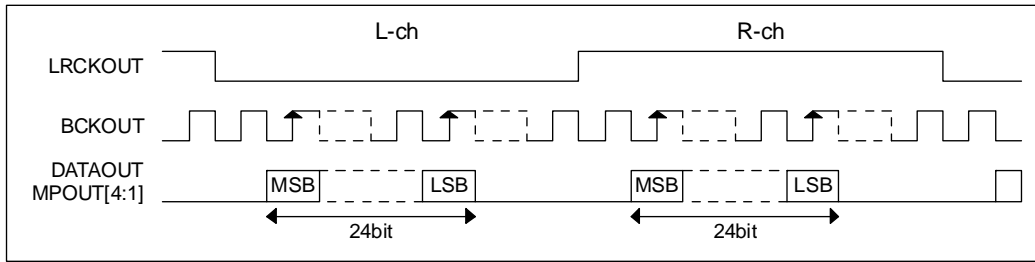 L-ch R-ch
LRCKOUT
BCKOUT
DATAOUT
MPOUT[4:1]
MSB LSB MSB LSB
24bit 24bit